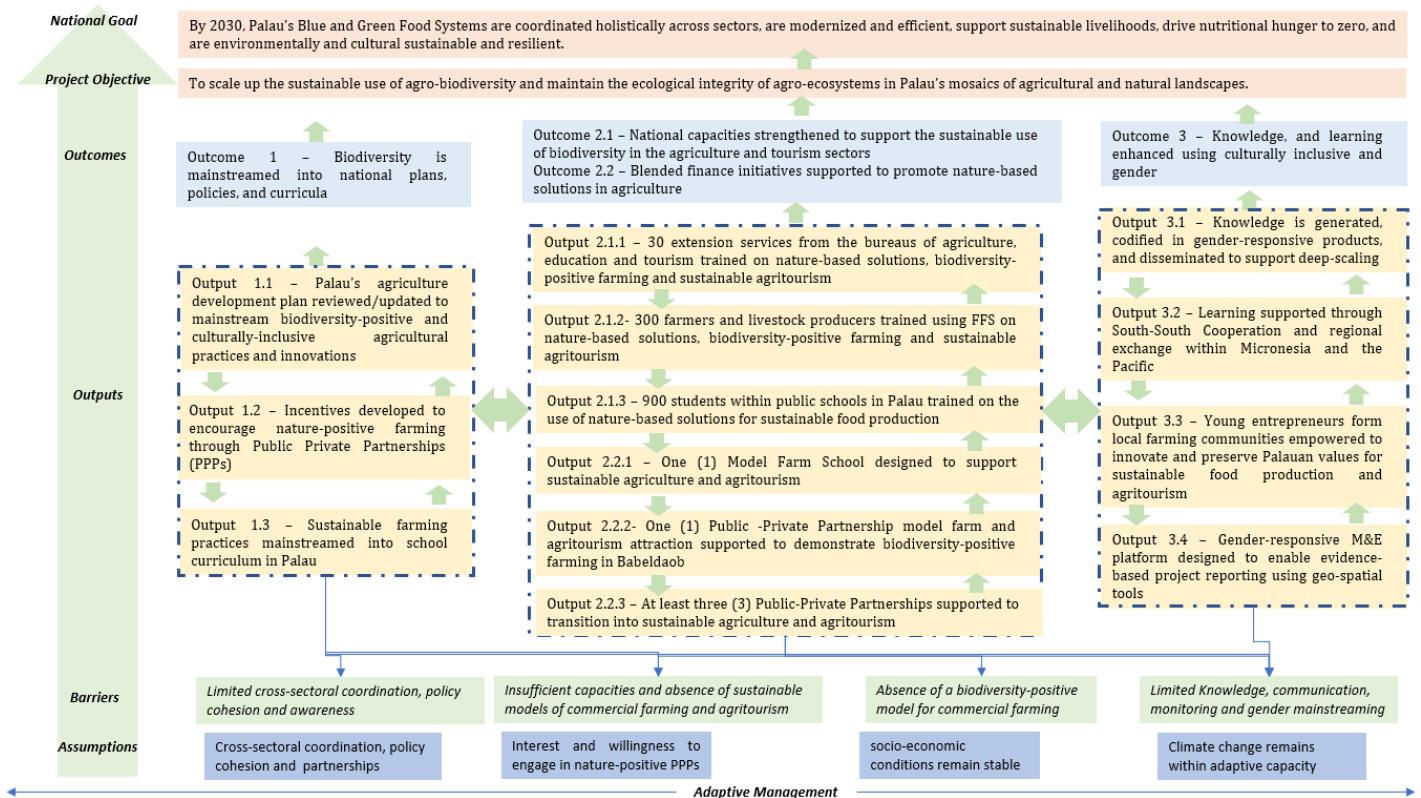 National Goal
By 2030, Palau's Blue and Green Food Systems are coordinated holistically across sectors, are modernized and efficient, support sustainable livelihoods, drive nutritional hunger to zero, and
are environmentally and cultural sustainable and resilient.
Project Objective
To scale up the sustainable use of agro-biodiversity and maintain the ecological integrity of agro-ecosystems in Palau's mosaics of agricultural and natural landscapes.
Outcomes
Outcome 1 – Biodiversity is
mainstreamed into national plans,
policies, and curricula
Outcome 2.1 – National capacities strengthened to support the sustainable use
of biodiversity in the agriculture and tourism sectors
Outcome 2.2 – Blended finance initiatives supported to promote nature-based
solutions in agriculture
Outcome 3 – Knowledge, and learning
enhanced using culturally inclusive and
gender
Outputs
Output 1.1 – Palau's agriculture
development plan reviewed/updated to
mainstream biodiversity-positive and
culturally-inclusive agricultural
practices and innovations
Output 1.2 – Incentives developed to
encourage nature-positive farming
through Public Private Partnerships
(PPPs)
Output 1.3 – Sustainable farming
practices mainstreamed into school
curriculum in Palau
Output 2.1.1 – 30 extension services from the bureaus of agriculture,
education and tourism trained on nature-based solutions, biodiversity-
positive farming and sustainable agritourism
Output 2.1.2- 300 farmers and livestock producers trained using FFS on
nature-based solutions, biodiversity-positive farming and sustainable
agritourism
Output 2.1.3 – 900 students within public schools in Palau trained on the
use of nature-based solutions for sustainable food production
Output 2.2.1 – One (1) Model Farm School designed to support
sustainable agriculture and agritourism
Output 2.2.2- One (1) Public -Private Partnership model farm and
agritourism attraction supported to demonstrate biodiversity-positive
farming in Babeldaob
Output 2.2.3 – At least three (3) Public-Private Partnerships supported to
transition into sustainable agriculture and agritourism
Output 3.1 – Knowledge is generated,
codified in gender-responsive products,
and disseminated to support deep-scaling
Output 3.2 – Learning supported through
South-South Cooperation and regional
exchange within Micronesia and the
Pacific
Output 3.3 – Young entrepreneurs form
local farming communities empowered to
innovate and preserve Palauan values for
sustainable food production and
agritourism
Output 3.4 – Gender-responsive M&E
platform designed to enable evidence-
based project reporting using geo-spatial
tools
Barriers
Limited cross-sectoral coordination, policy
cohesion and awareness
Insufficient capacities and absence of sustainable
models of commercial farming and agritourism
Absence of a biodiversity-positive
model for commercial farming
Limited Knowledge, communication,
monitoring and gender mainstreaming
Assumptions
Cross-sectoral coordination, policy
cohesion and partnerships
Interest and willingness to
engage in nature-positive PPPs
socio-economic
conditions remain stable
Climate change remains
within adaptive capacity
Adaptive Management